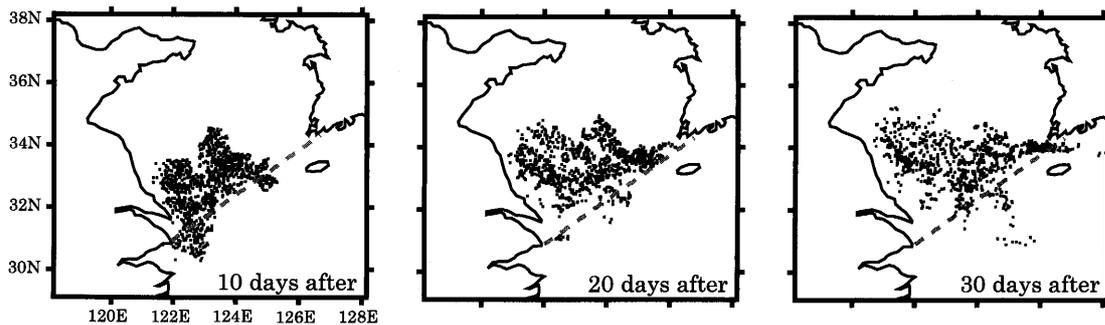 38N
36N
34N
32N
30N
10 days after
20 days after
30 days after
120E 122E 124E 126E 128E